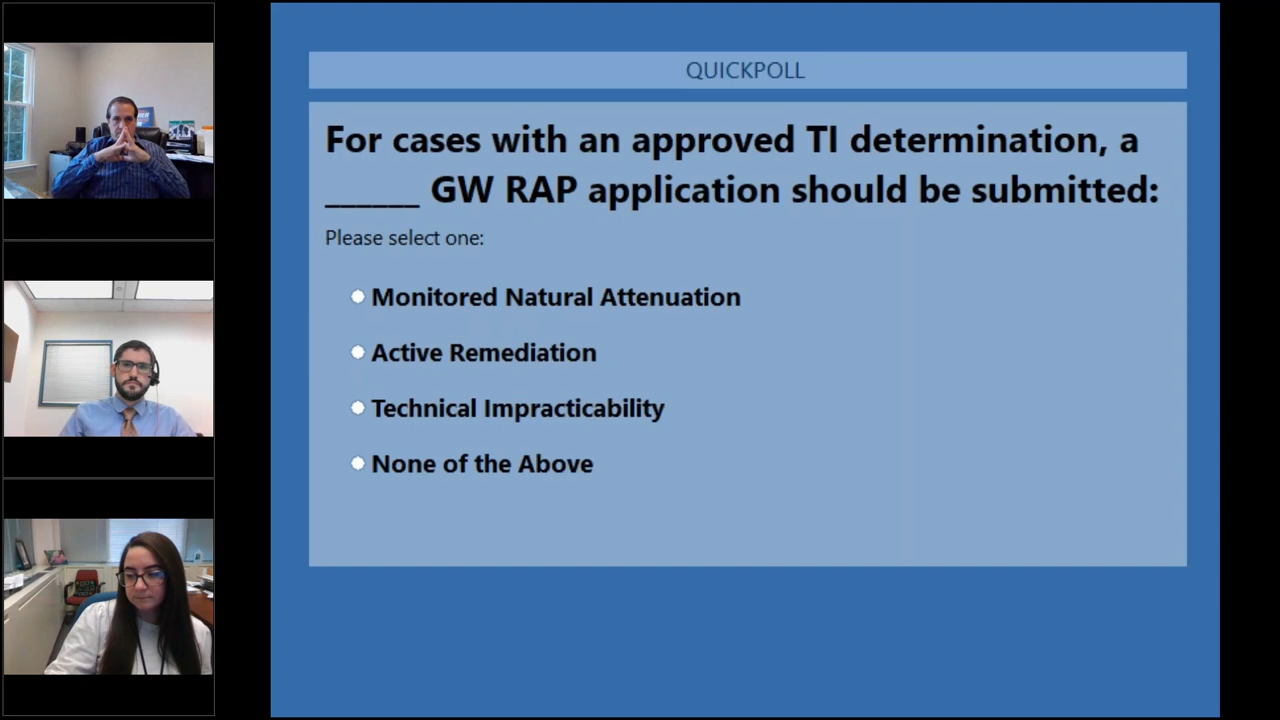 QUICKPOLL
For cases with an approved TI determination, a
______ GW RAP application should be submitted:
Please select one:
Monitored Natural Attenuation
Active Remediation
Technical Impracticability
None of the Above